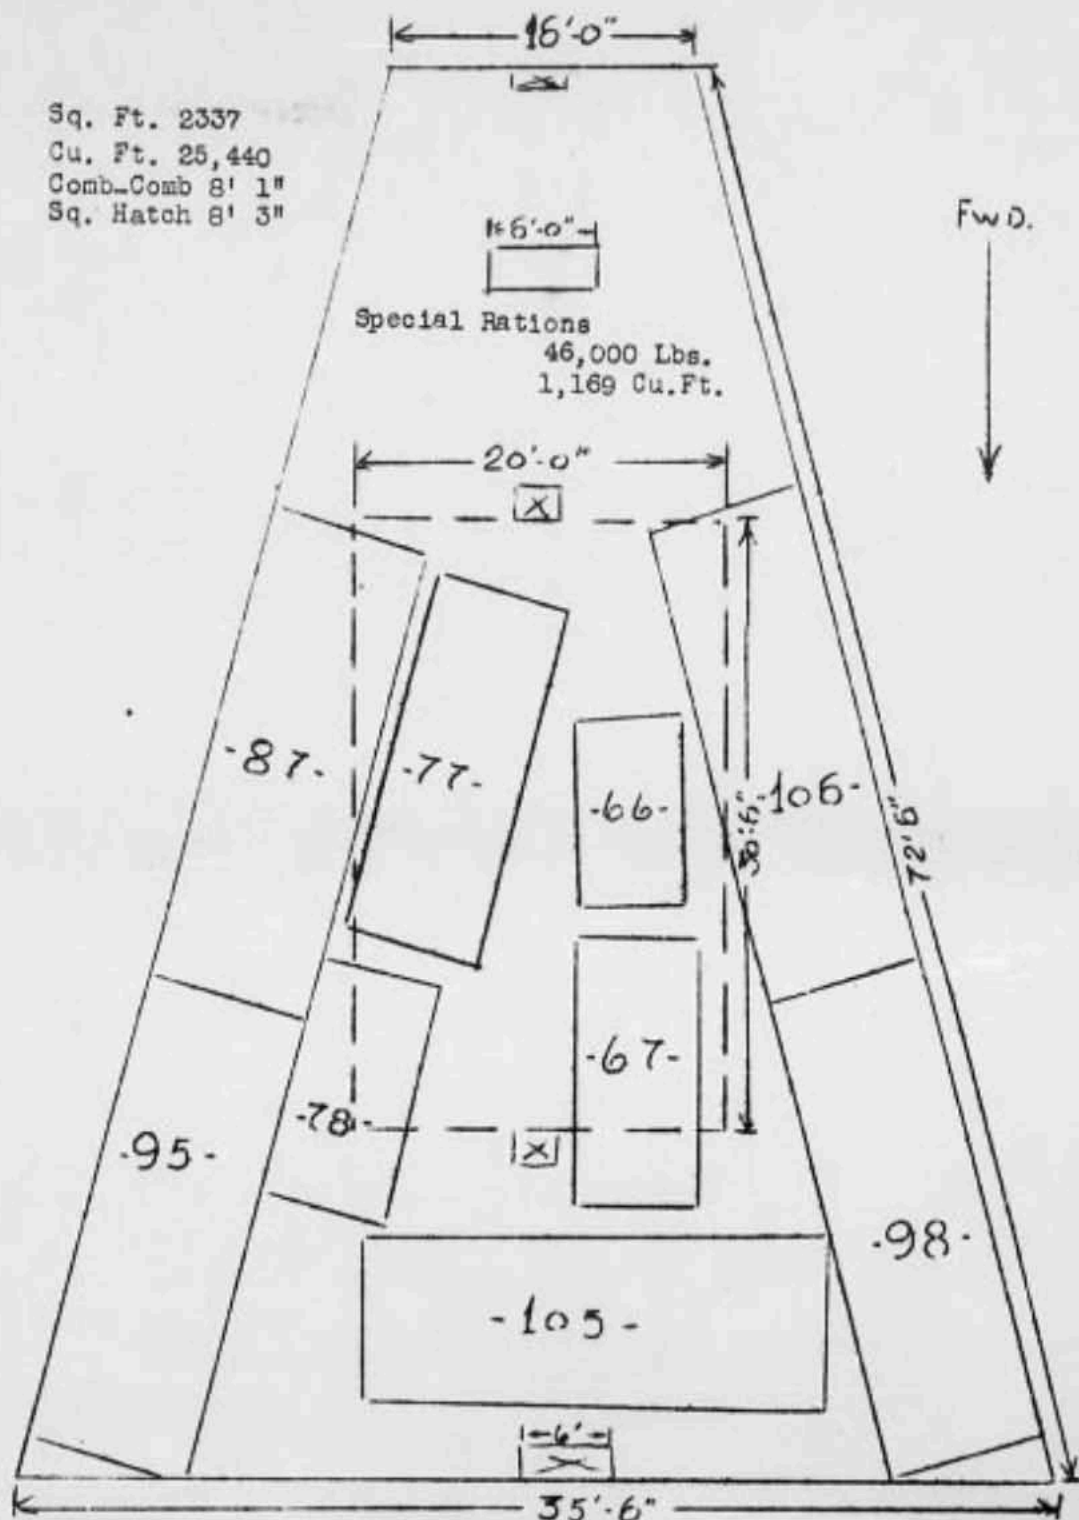 16'-0"
Sq. Ft. 2337
Cu. Ft. 25,440
Comb-Comb 8' 1"
Sq. Hatch 8' 3"
FWD.
6'-0"
Special Rations
46,000 Lbs.
1,169 Cu.Ft.
20'-0"
X
-87-
-77-
-66-
-106-
72'6"
-67-
-78-
X
-95-
-98-
-105-
6'
X
35'-6"